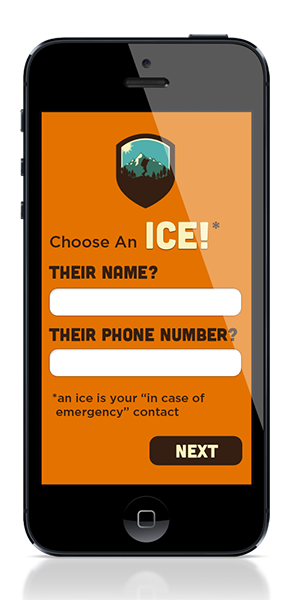 Choose An ICE!*
THEIR NAME?
THEIR PHONE NUMBER?
*an ice is your “in case of
emergency” contact
NEXT